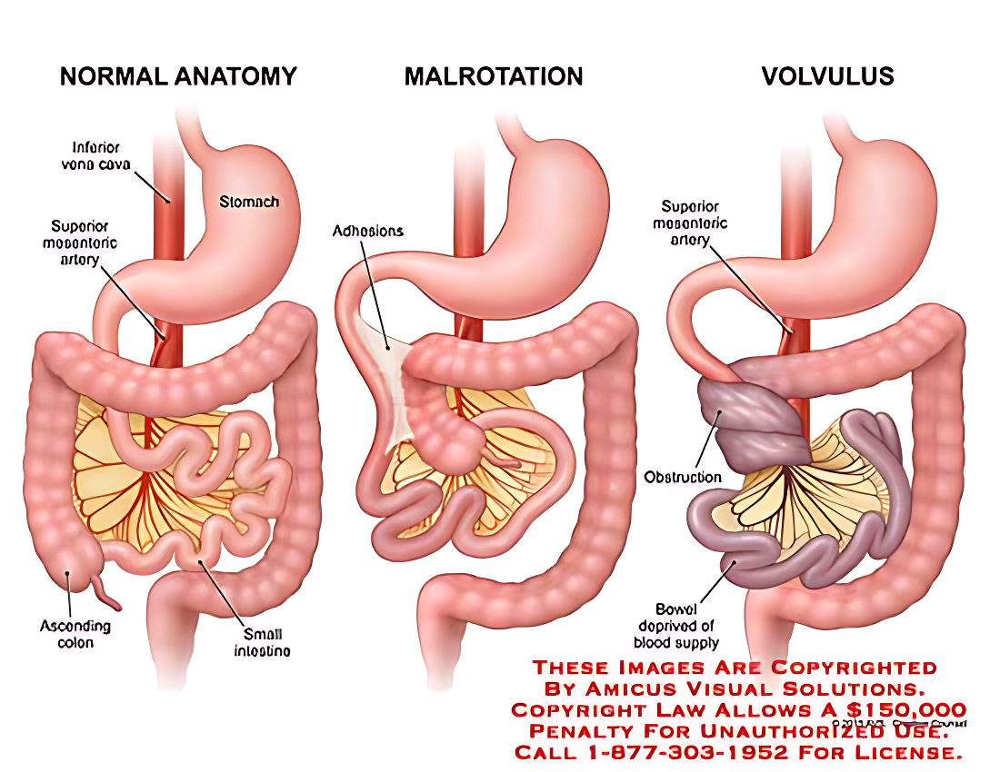 NORMAL ANATOMY
MALROTATION
VOLVULUS
Inferior
vena cava
Stomach
Superior
mesenteric
artery
Ascending
colon
Small
intestine
Adhesions
Superior
mesenteric
artery
Obstruction
Bowel
deprived of
blood supply
THESE IMAGES ARE COPYRIGHTED
BY AMICUS VISUAL SOLUTIONS.
COPYRIGHT LAW ALLOWS A $150,000
PENALTY FOR UNAUTHORIZED USE.
CALL 1-877-303-1952 FOR LICENSE.